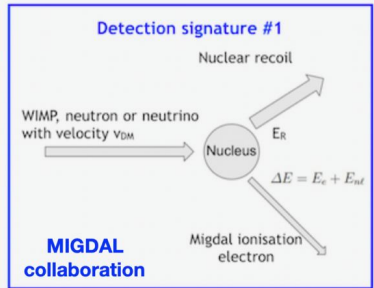 Detection signature #1
Nuclear recoil
WIMP, neutron or neutrino
with velocity vDM
Nucleus
ER
ΔE = Ee + Enℓ
Migdal ionisation
electron
MIGDAL
collaboration